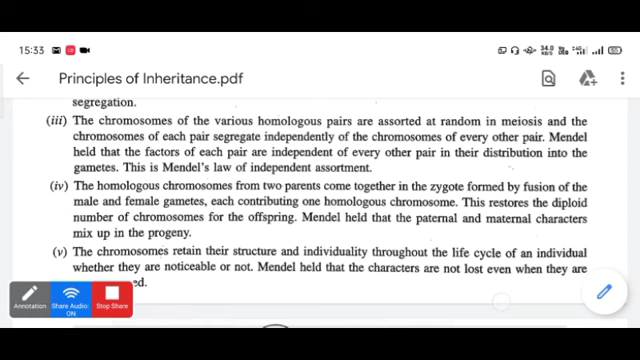 15:33
34.0
KB/S
Principles of Inheritance.pdf
segregation.
(iii) The chromosomes of the various homologous pairs are assorted at random in meiosis and the
chromosomes of each pair segregate independently of the chromosomes of every other pair. Mendel
held that the factors of each pair are independent of every other pair in their distribution into the
gametes. This is Mendel's law of independent assortment.
(iv) The homologous chromosomes from two parents come together in the zygote formed by fusion of the
male and female gametes, each contributing one homologous chromosome. This restores the diploid
number of chromosomes for the offspring. Mendel held that the paternal and maternal characters
mix up in the progeny.
(v) The chromosomes retain their structure and individuality throughout the life cycle of an individual
whether they are noticeable or not. Mendel held that the characters are not lost even when they are
ed.
Annotation
Share Audio:
ON
Stop Share